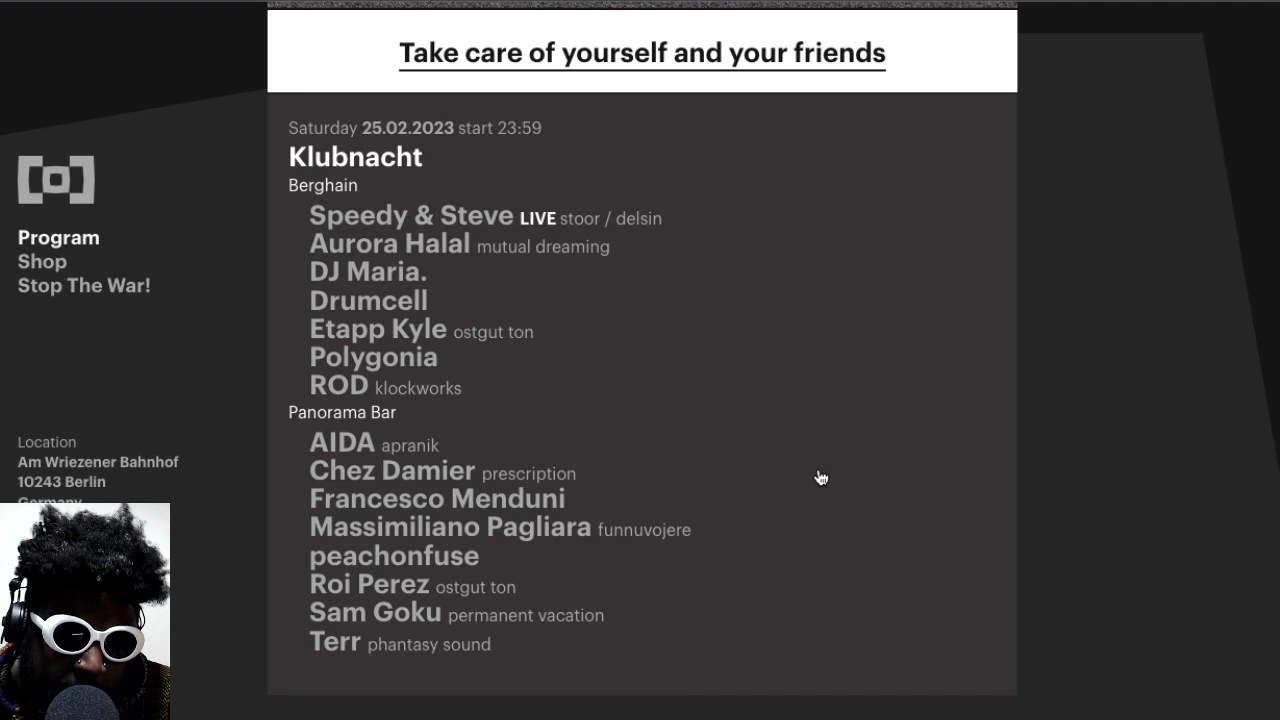 Take care of yourself and your friends
Saturday 25.02.2023 start 23:59
Klubnacht
Berghain
Speedy & Steve LIVE stoor / delsin
Aurora Halal mutual dreaming
DJ Maria.
Drumcell
Etapp Kyle ostgut ton
Polygonia
ROD klockworks
Panorama Bar
AIDA apranik
Chez Damier prescription
Francesco Menduni
Massimiliano Pagliara funnuvojere
peachonfuse
Roi Perez ostgut ton
Sam Goku permanent vacation
Terr phantasy sound
Program
Shop
Stop The War!
Location
Am Wriezener Bahnhof
10243 Berlin
Germany